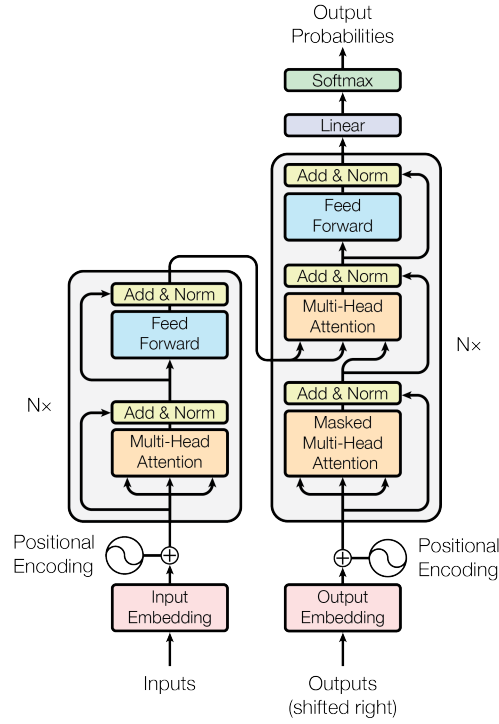 Output
Probabilities
Softmax
Linear
Add & Norm
Feed
Forward
Add & Norm
Multi-Head
Attention
Add & Norm
Masked
Multi-Head
Attention
Nx
Add & Norm
Feed
Forward
Add & Norm
Multi-Head
Attention
Nx
Positional
Encoding
Positional
Encoding
Input
Embedding
Output
Embedding
Inputs
Outputs
(shifted right)